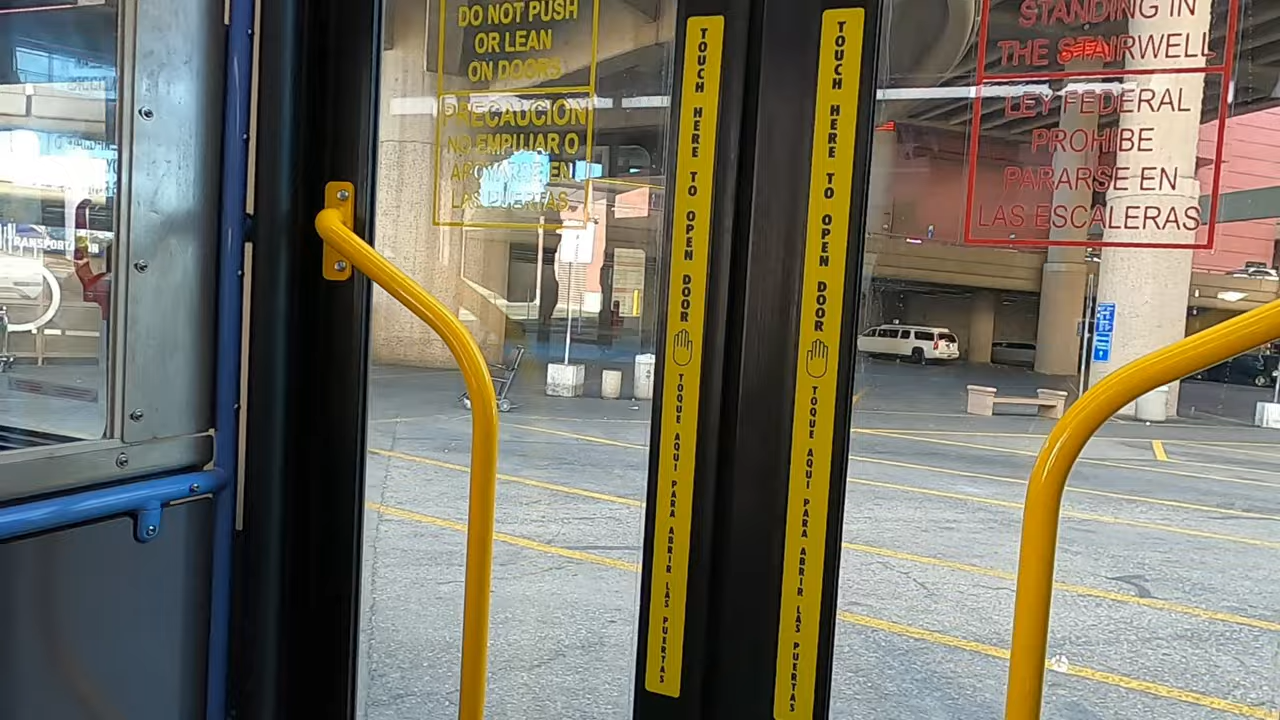 DO NOT PUSH
OR LEAN
ON DOORS
PRECAUCION
NO EMPUJAR O
APOYARSE EN
LAS PUERTAS
TOUCH HERE TO OPEN DOOR
TOQUE AQUI PARA ABRIR LAS PUERTAS
TOUCH HERE TO OPEN DOOR
TOQUE AQUI PARA ABRIR LAS PUERTAS
STANDING IN
THE STAIRWELL
LEY FEDERAL
PROHIBE
PARARSE EN
LAS ESCALERAS